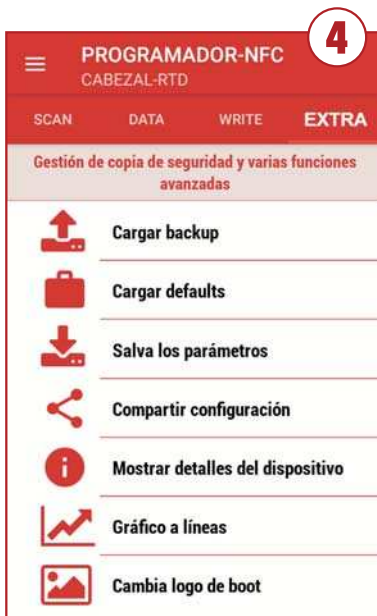 4
PROGRAMADOR-NFC
CABEZAL-RTD
SCAN DATA WRITE EXTRA
Gestión de copia de seguridad y varias funciones
avanzadas
Cargar backup
Cargar defaults
Salva los parámetros
Compartir configuración
Mostrar detalles del dispositivo
Gráfico a líneas
Cambia logo de boot